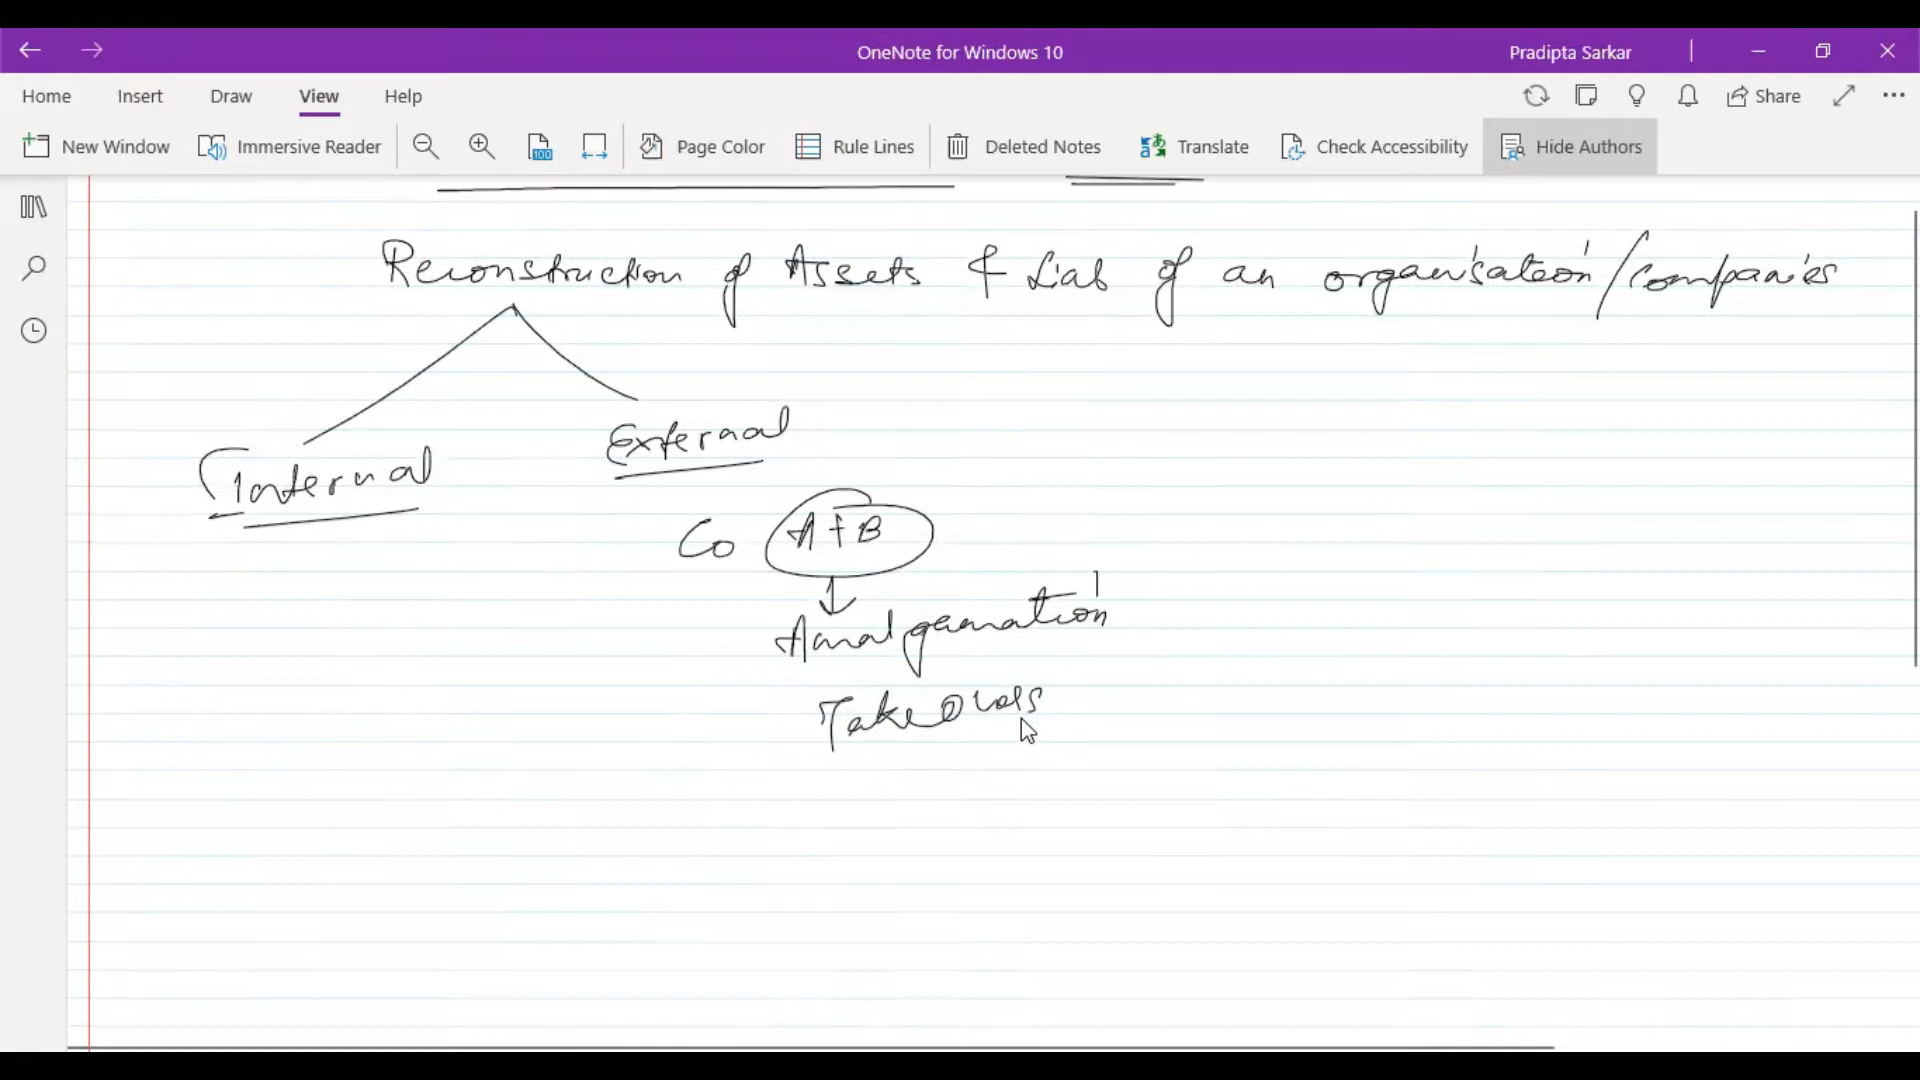 OneNote for Windows 10
Pradipta Sarkar
Home Insert Draw View Help
Share
New Window Immersive Reader 100 Page Color Rule Lines Deleted Notes Translate Check Accessibility Hide Authors
Reconstruction of Assets & Liab of an organisation/companies
Internal
External
Co A+B
Amalgamation
Takeovers